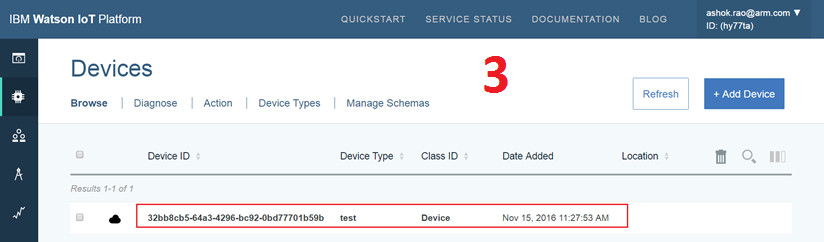 IBM Watson IoT Platform
QUICKSTART SERVICE STATUS DOCUMENTATION BLOG
ashok.rao@arm.com ▼
ID: (hy77ta)
Devices
3
Browse Diagnose Action Device Types Manage Schemas
Refresh
+ Add Device
Device ID Device Type Class ID Date Added Location
Results 1-1 of 1
32bb8cb5-64a3-4296-bc92-0bd77701b59b test Device Nov 15, 2016 11:27:53 AM